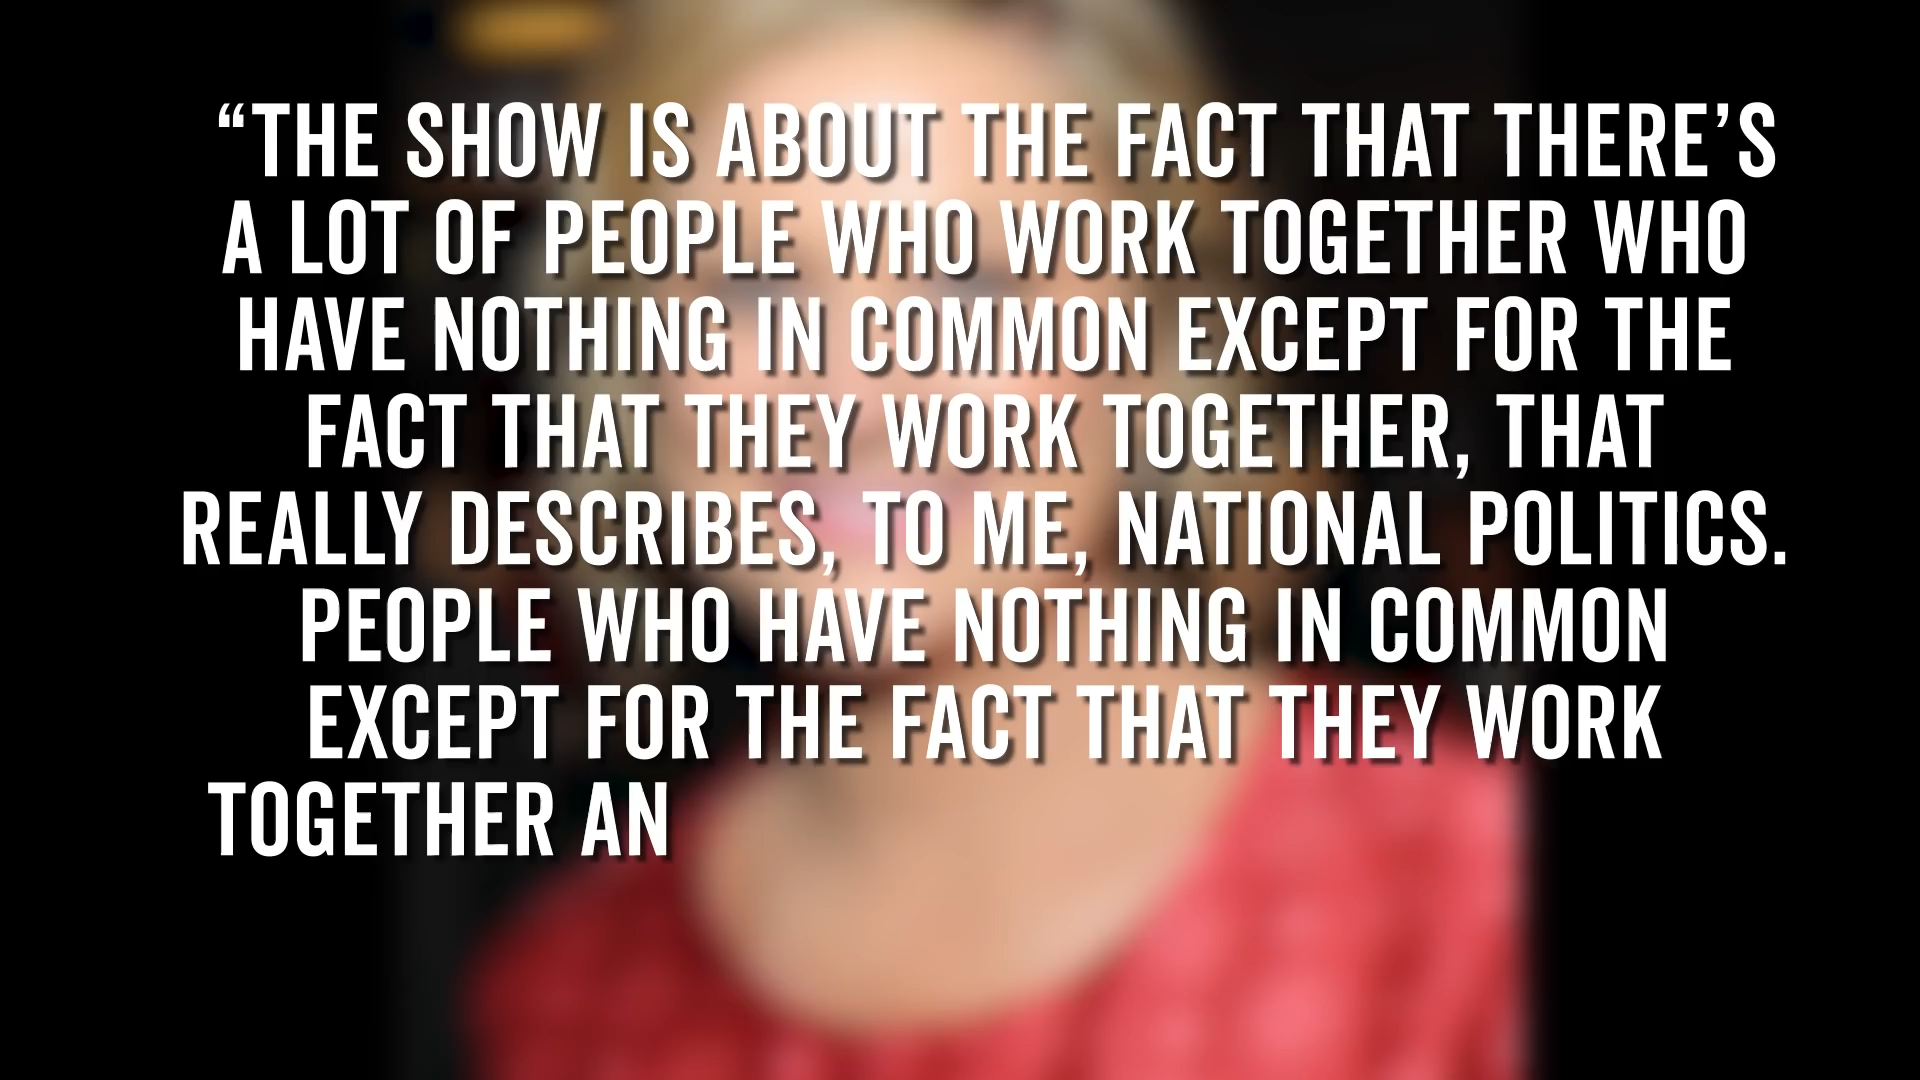 “THE SHOW IS ABOUT THE FACT THAT THERE’S
A LOT OF PEOPLE WHO WORK TOGETHER WHO
HAVE NOTHING IN COMMON EXCEPT FOR THE
FACT THAT THEY WORK TOGETHER, THAT
REALLY DESCRIBES, TO ME, NATIONAL POLITICS.
PEOPLE WHO HAVE NOTHING IN COMMON
EXCEPT FOR THE FACT THAT THEY WORK
TOGETHER AN